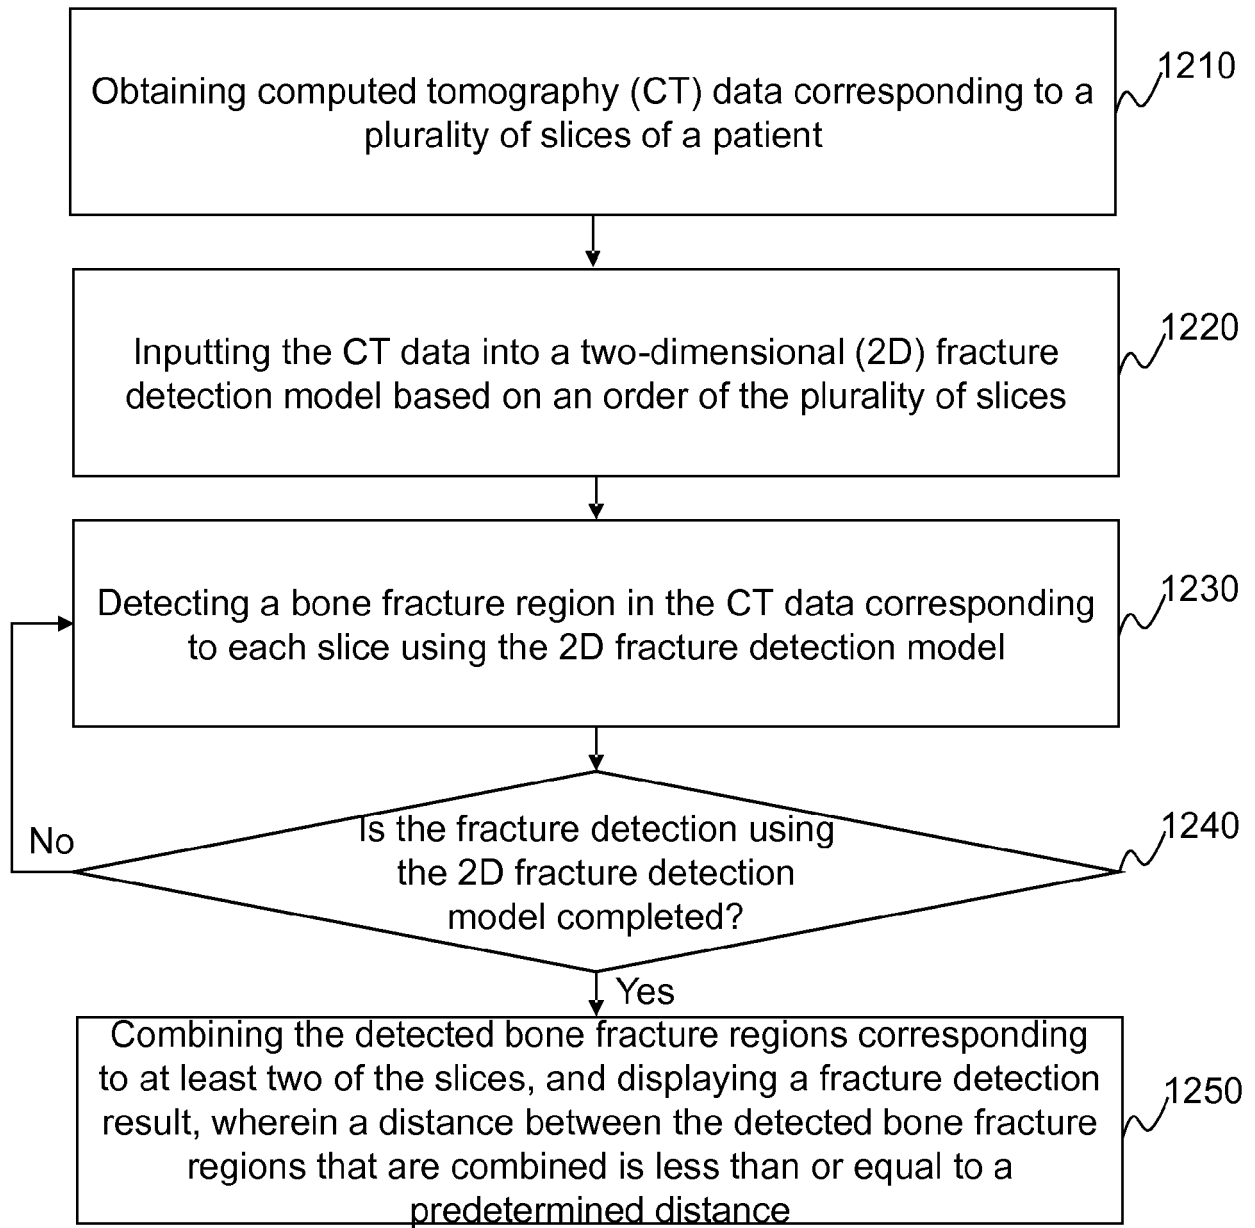 Obtaining computed tomography (CT) data corresponding to a
plurality of slices of a patient
1210
Inputting the CT data into a two-dimensional (2D) fracture
detection model based on an order of the plurality of slices
1220
Detecting a bone fracture region in the CT data corresponding
to each slice using the 2D fracture detection model
1230
Is the fracture detection using
the 2D fracture detection
model completed?
1240
No
Yes
Combining the detected bone fracture regions corresponding
to at least two of the slices, and displaying a fracture detection
result, wherein a distance between the detected bone fracture
regions that are combined is less than or equal to a
predetermined distance
1250